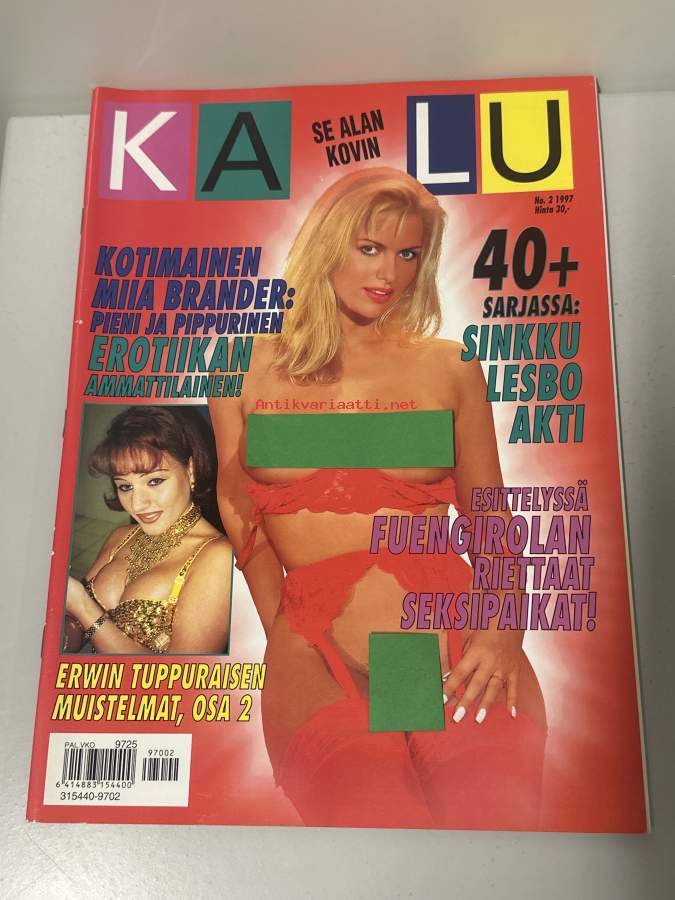 KALU
SE ALAN
KOVIN
No. 2 1997
Hinta 30,-
KOTIMAINEN
MIIA BRANDER:
PIENI JA PIPPURINEN
EROTIIKAN
AMMATTILAINEN!
40+
SARJASSA:
SINKKU
LESBO
AKTI
Antikvariaatti.net
ESITTELYSSÄ
FUENGIROLAN
RIETTAAT
SEKSIPAIKAT!
ERWIN TUPPURAISEN
MUISTELMAT, OSA 2
PAL.VKO 9725
97002
6 414883 154400
315440-9702